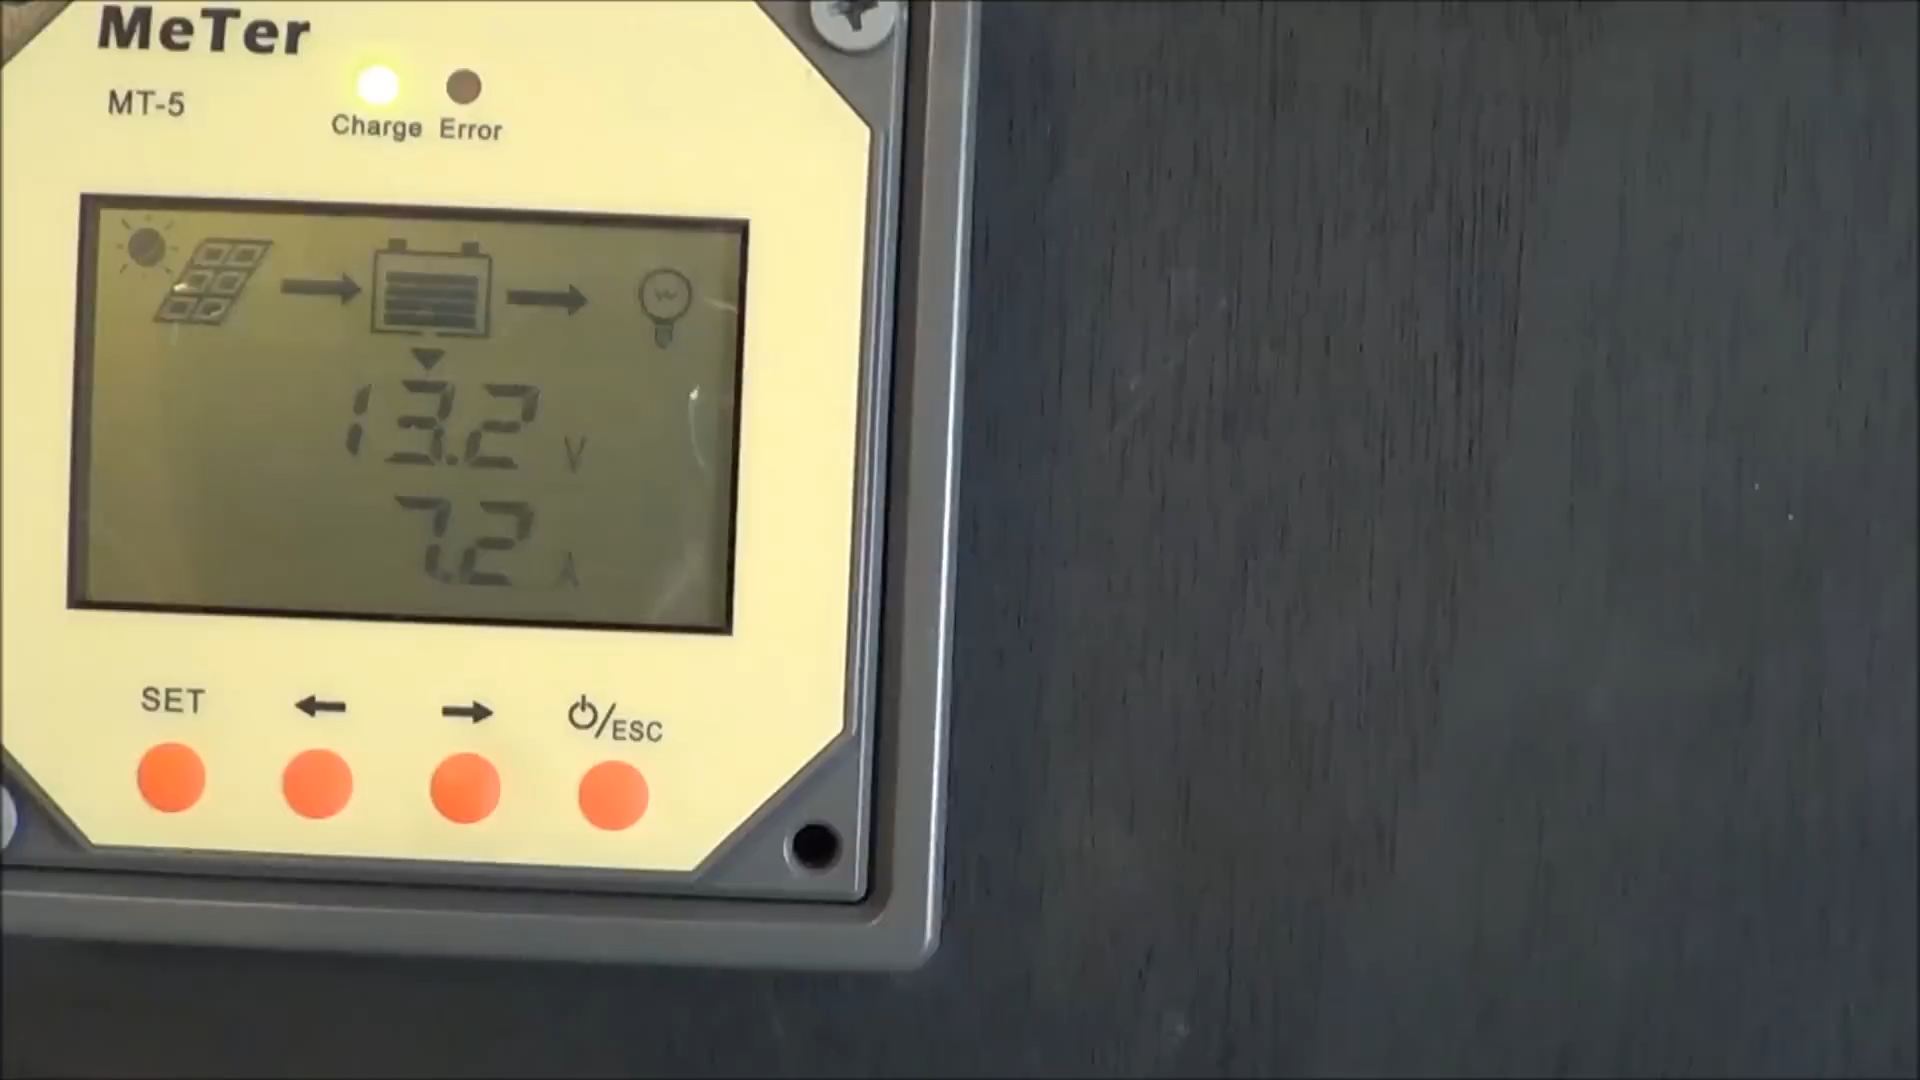 MeTer
MT-5
Charge Error
13.2 V
7.2 A
SET
/ESC